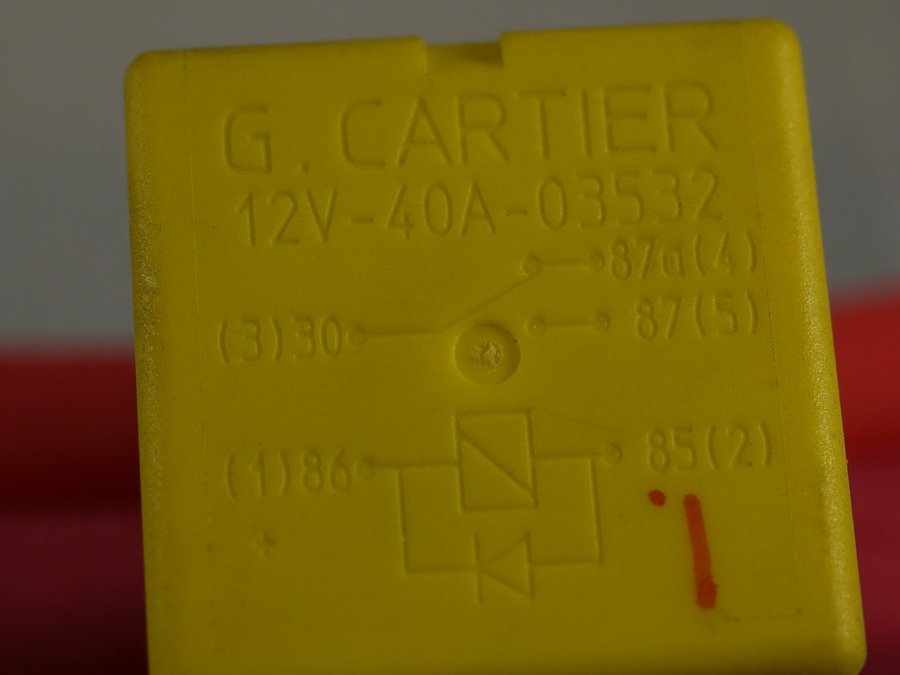 G. CARTIER
12V-40A-03532
87a(4)
(3)30 87(5)
(1)86 85(2)